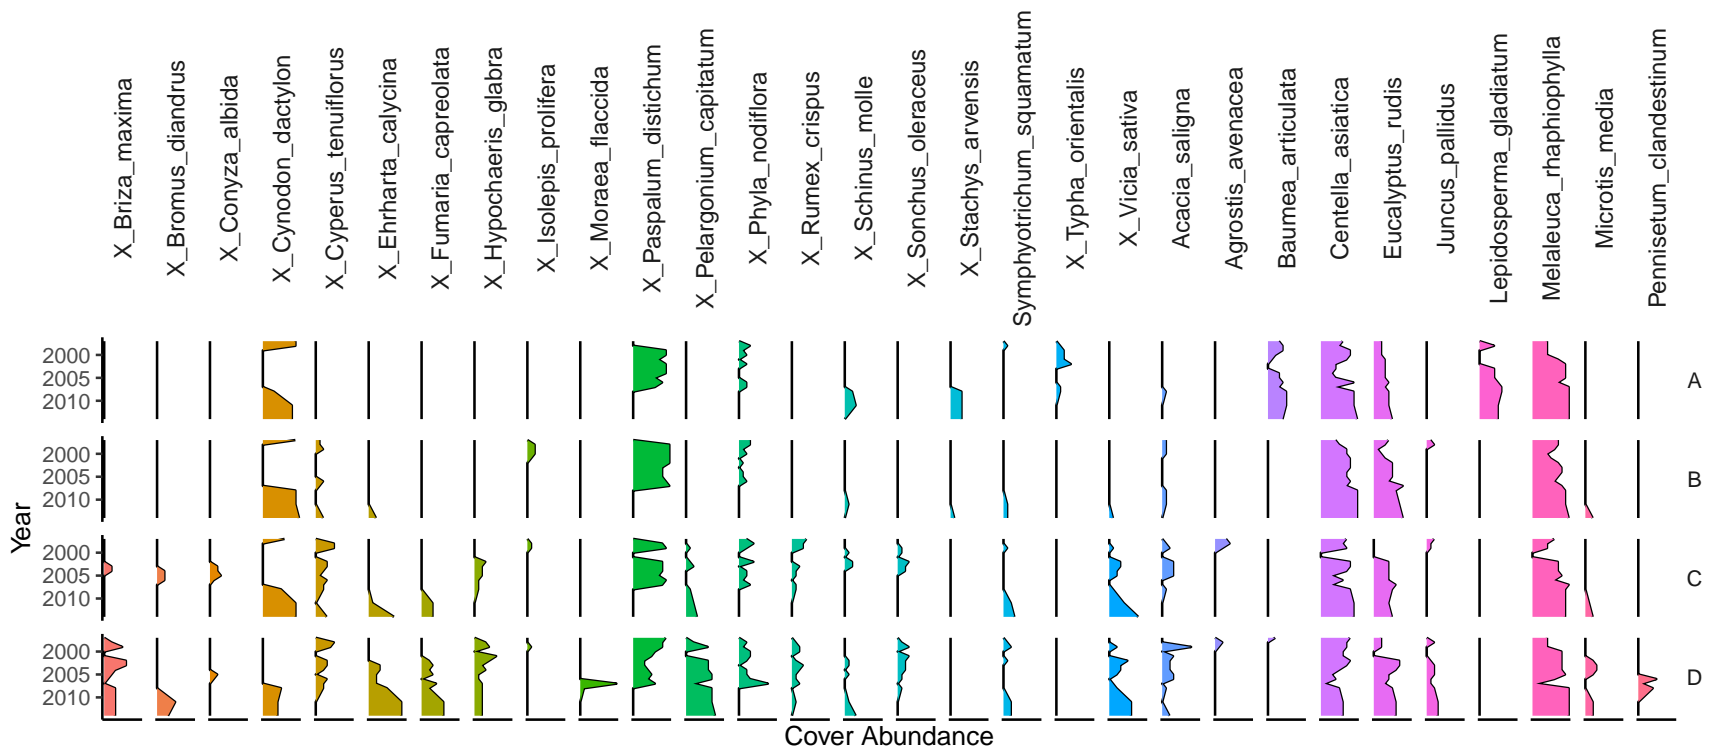 X_Briza_maxima
X_Bromus_diandrus
X_Conyza_albida
X_Cynodon_dactylon
X_Cyperus_tenuiflorus
X_Ehrharta_calycina
X_Fumaria_capreolata
X_Hypochaeris_glabra
X_Isolepis_prolifera
X_Moraea_flaccida
X_Paspalum_distichum
X_Pelargonium_capitatum
X_Phyla_nodiflora
X_Rumex_crispus
X_Schinus_molle
X_Sonchus_oleraceus
X_Stachys_arvensis
Symphyotrichum_squamatum
X_Typha_orientalis
X_Vicia_sativa
Acacia_saligna
Agrostis_avenacea
Baumea_articulata
Centella_asiatica
Eucalyptus_rudis
Juncus_pallidus
Lepidosperma_gladiatum
Melaleuca_rhaphiophylla
Microtis_media
Pennisetum_clandestinum
Year
2000
2005
2010
A
2000
2005
2010
B
2000
2005
2010
C
2000
2005
2010
D
Cover Abundance